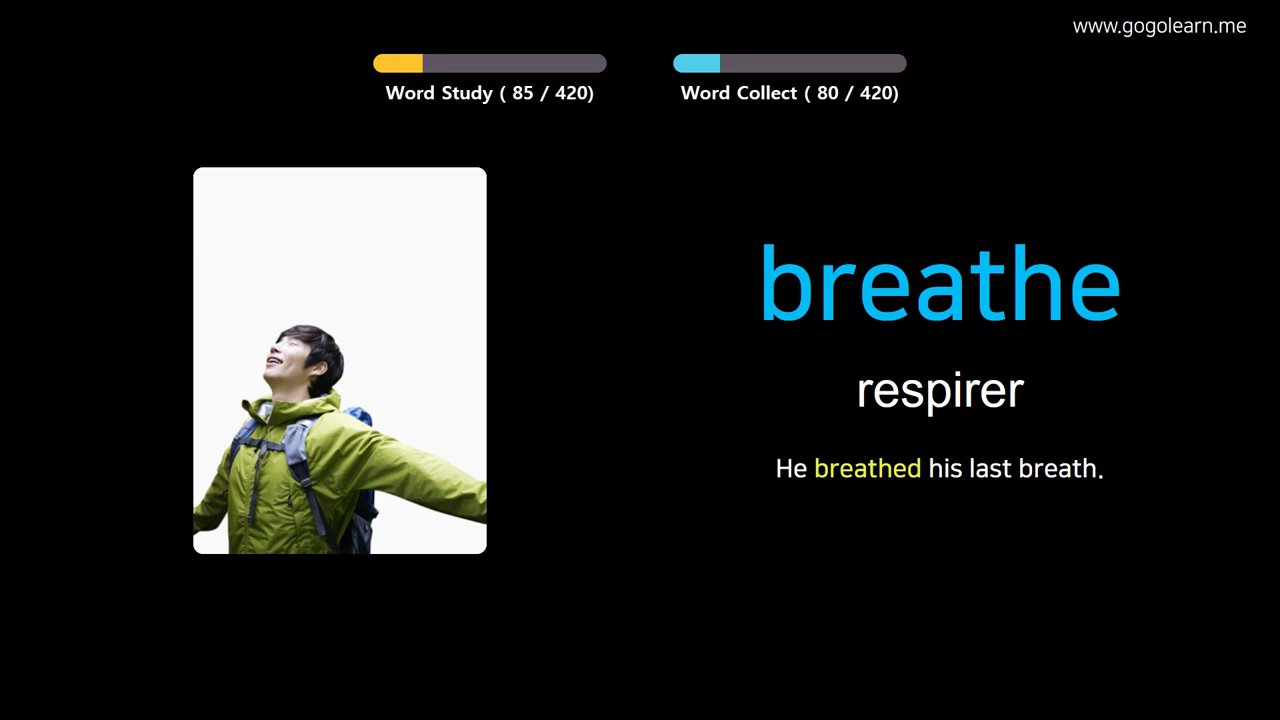 www.gogolearn.me
Word Study ( 85 / 420)
Word Collect ( 80 / 420)
breathe
respirer
He breathed his last breath.